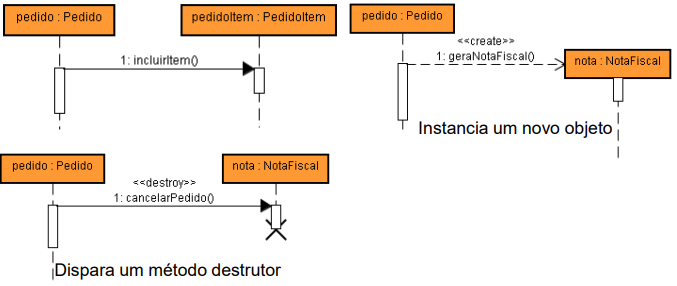 pedido : Pedido
pedidoItem : PedidoItem
1: incluirItem()
pedido : Pedido
<<create>>
1: geraNotaFiscal()
nota : NotaFiscal
Instancia um novo objeto
pedido : Pedido
nota : NotaFiscal
<<destroy>>
1: cancelarPedido()
Dispara um método destrutor